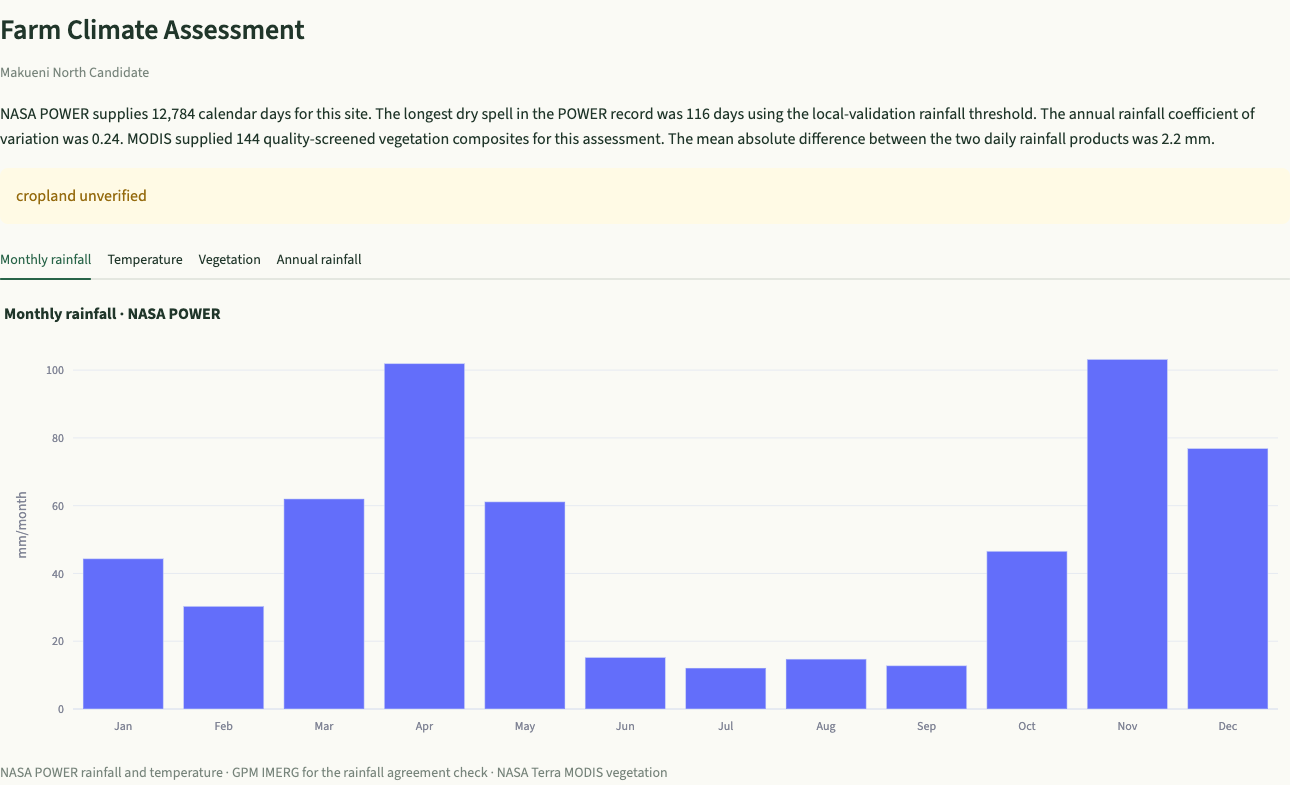 Farm Climate Assessment
Makueni North Candidate
NASA POWER supplies 12,784 calendar days for this site. The longest dry spell in the POWER record was 116 days using the local-validation rainfall threshold. The annual rainfall coefficient of
variation was 0.24. MODIS supplied 144 quality-screened vegetation composites for this assessment. The mean absolute difference between the two daily rainfall products was 2.2 mm.
cropland unverified
Monthly rainfall Temperature Vegetation Annual rainfall
Monthly rainfall · NASA POWER
100
80
60
40
20
0
mm/month
Jan Feb Mar Apr May Jun Jul Aug Sep Oct Nov Dec
NASA POWER rainfall and temperature · GPM IMERG for the rainfall agreement check · NASA Terra MODIS vegetation